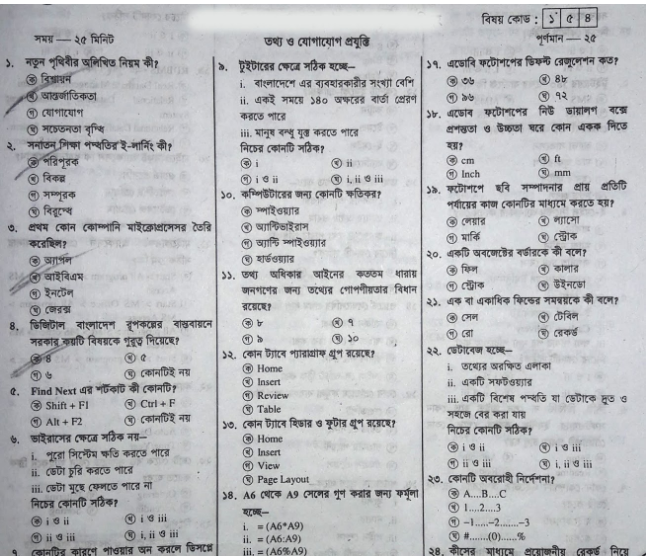 বিষয় কোড : ১ ৫ ৪
সময় — ২৫ মিনিট
তথ্য ও যোগাযোগ প্রযুক্তি
পূর্ণমান — ২৫
১. নতুন পৃথিবীর অলিখিত নিয়ম কী?
ক বিশ্বায়ন
খ আন্তর্জাতিকতা
গ যোগাযোগ
ঘ সচেতনতা বৃদ্ধি
২. সনাতন শিক্ষা পদ্ধতির ই-লার্নিং কী?
ক পরিপূরক
খ বিকল্প
গ সম্পূরক
ঘ বিরুদ্ধে
৩. প্রথম কোন কোম্পানি মাইক্রোপ্রসেসর তৈরি
করেছিল?
ক অ্যাপল
খ আইবিএম
গ ইনটেল
ঘ জেরক্স
৪. ডিজিটাল বাংলাদেশ রূপকল্পের বাস্তবায়নে
সরকার কয়টি বিষয়কে গুরুত্ব দিয়েছে?
ক ৪ খ ৫
গ ৬ ঘ কোনটিই নয়
৫. Find Next এর শর্টকাট কী কোনটি?
ক Shift + F1 খ Ctrl + F
গ Alt + F2 ঘ কোনটিই নয়
৬. ভাইরাসের ক্ষেত্রে সঠিক নয়—
i. পুরো সিস্টেম ক্ষতি করতে পারে
ii. ডেটা চুরি করতে পারে
iii. ডেটা মুছে ফেলতে পারে না
নিচের কোনটি সঠিক?
ক i ও ii খ i ও iii
গ ii ও iii ঘ i, ii ও iii
৭. কোনটির কারণে পাওয়ার অন করলে ডিসপ্লে
৯. টুইটারের ক্ষেত্রে সঠিক হচ্ছে—
i. বাংলাদেশে এর ব্যবহারকারীর সংখ্যা বেশি
ii. একই সময়ে ১৪০ অক্ষরের বার্তা প্রেরণ
করতে পারে
iii. মানুষ বন্ধু যুক্ত করতে পারে
নিচের কোনটি সঠিক?
ক i খ ii
গ i ও ii ঘ i, ii ও iii
১০. কম্পিউটারের জন্য কোনটি ক্ষতিকর?
ক স্পাইওয়্যার
খ অ্যান্টিভাইরাস
গ অ্যান্টি স্পাইওয়্যার
ঘ হার্ডওয়্যার
১১. তথ্য অধিকার আইনের কততম ধারায়
জনগণের জন্য তথ্যের গোপনীয়তার বিধান
রয়েছে?
ক ৮ খ ৭
গ ৯ ঘ ১০
১২. কোন ট্যাবে প্যারাগ্রাফ গ্রুপ রয়েছে?
ক Home
খ Insert
গ Review
ঘ Table
১৩. কোন ট্যাবে হিডার ও ফুটার গ্রুপ রয়েছে?
ক Home
খ Insert
গ View
ঘ Page Layout
১৪. A6 থেকে A9 সেলের গুণ করার জন্য ফর্মুলা
হচ্ছে—
i. = (A6*A9)
ii. = (A6:A9)
iii. = (A6%A9)
১৭. এডোবি ফটোশপের ডিফল্ট রেজুলেশন কত?
ক ৩৬ খ ৪৮
গ ৯৬ ঘ ৭২
১৮. এডোবি ফটোশপের নিউ ডায়ালগ বক্সে
প্রশস্ততা ও উচ্চতা ঘরে কোন একক দিতে
হয়?
ক cm খ ft
গ Inch ঘ mm
১৯. ফটোশপে ছবি সম্পাদনার প্রায় প্রতিটি
পর্যায়ের কাজ কোনটির মাধ্যমে করতে হয়?
ক লেয়ার খ ল্যাসো
গ মার্কি ঘ স্ট্রোক
২০. একটি অবজেক্টের বর্ডারকে কী বলে?
ক ফিল খ কালার
গ স্ট্রোক ঘ উইনডো
২১. এক বা একাধিক ফিল্ডের সমন্বয়কে কী বলে?
ক সেল খ টেবিল
গ রো ঘ রেকর্ড
২২. ডেটাবেজ হচ্ছে—
i. তথ্যের অরক্ষিত এলাকা
ii. একটি সফটওয়্যার
iii. একটি বিশেষ পদ্ধতি যা ডেটাকে দ্রুত ও
সহজে বের করা যায়
নিচের কোনটি সঠিক?
ক i ও ii খ i ও iii
গ ii ও iii ঘ i, ii ও iii
২৩. কোনটি অবরোহী নির্দেশনা?
ক A....B....C
খ 1....2....3
গ –1.....–2.......–3
ঘ #.......(0)......%
২৪. কীসের মাধ্যমে প্রয়োজনীয় রেকর্ড নিয়ে